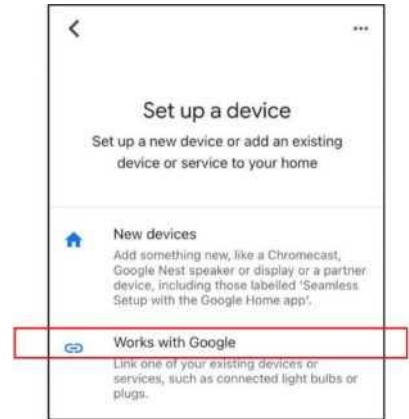 Set up a device
Set up a new device or add an existing
device or service to your home
New devices
Add something new, like a Chromecast,
Google Nest speaker or display or a partner
device, including those labelled 'Seamless
Setup with the Google Home app'.
Works with Google
Link one of your existing devices or
services, such as connected light bulbs or
plugs.